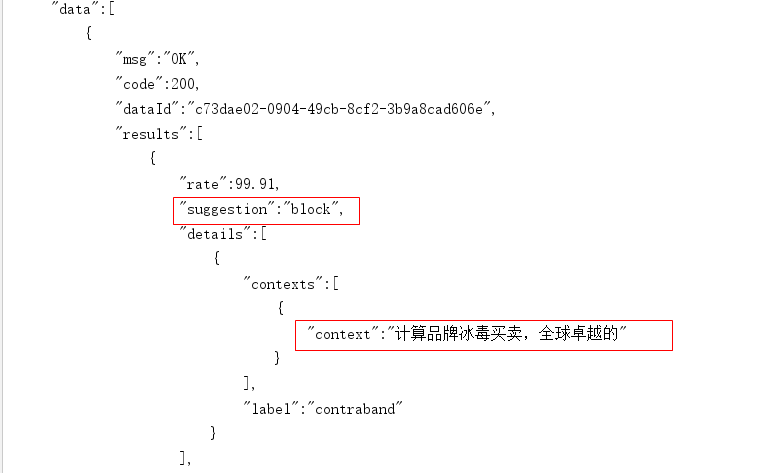 "data":[
{
"msg":"OK",
"code":200,
"dataId":"c73dae02-0904-49cb-8cf2-3b9a8cad606e",
"results":[
{
"rate":99.91,
"suggestion":"block",
"details":[
{
"contexts":[
{
"context":"计算品牌冰毒买卖，全球卓越的"
}
],
"label":"contraband"
}
],